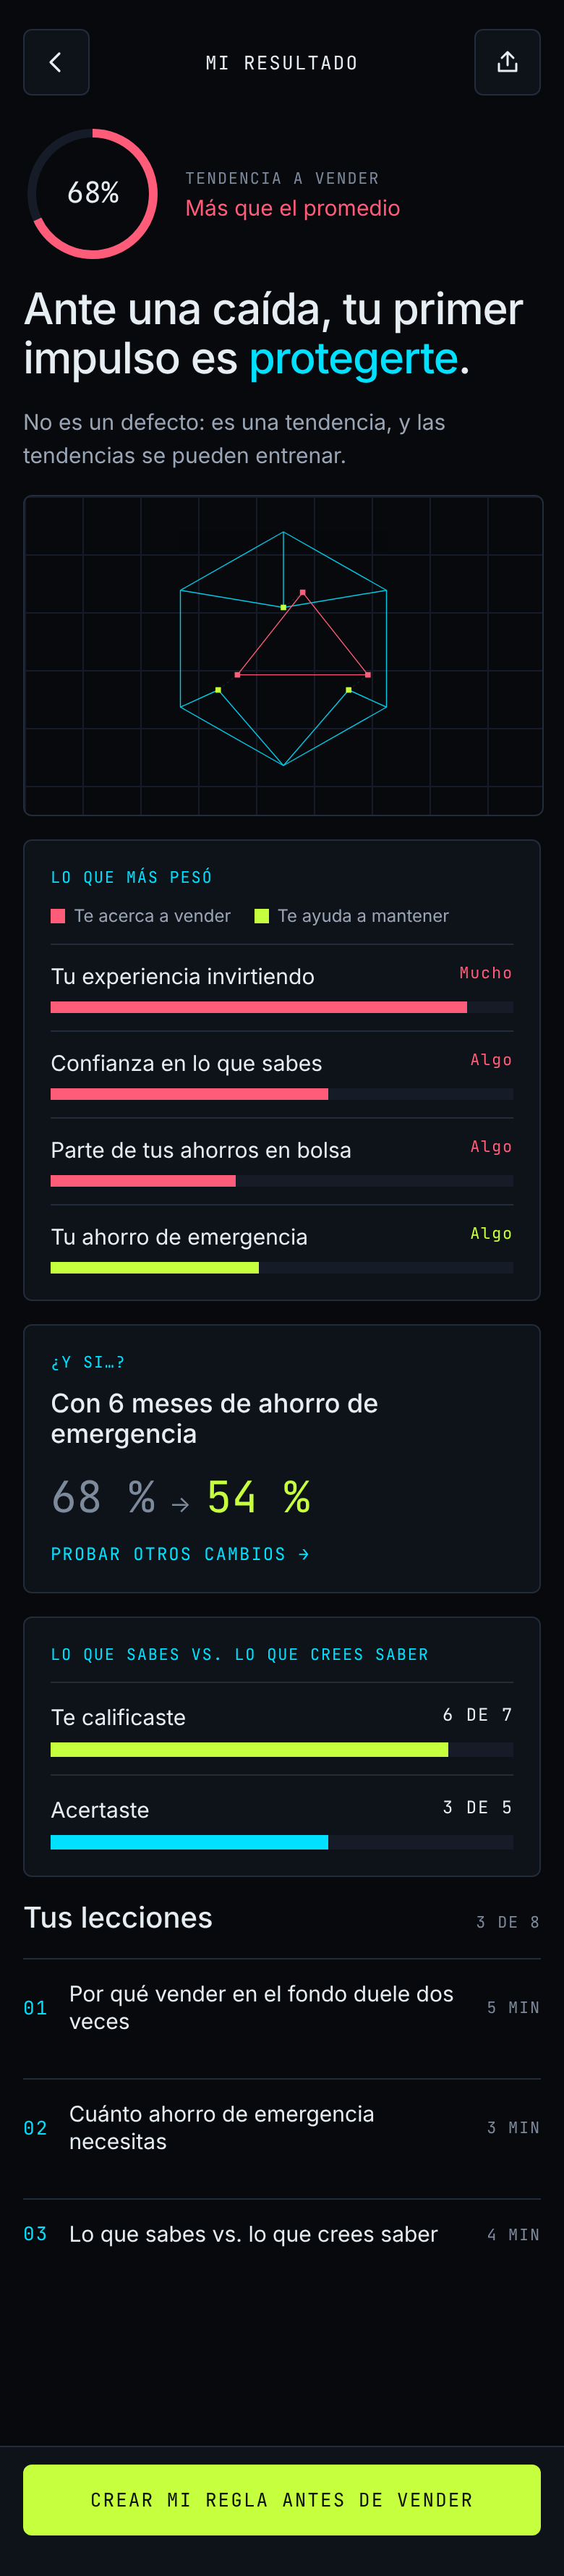 MI RESULTADO
68%
TENDENCIA A VENDER
Más que el promedio
Ante una caída, tu primer
impulso es protegerte.
No es un defecto: es una tendencia, y las
tendencias se pueden entrenar.
LO QUE MÁS PESÓ
Te acerca a vender
Te ayuda a mantener
Tu experiencia invirtiendo
Mucho
Confianza en lo que sabes
Algo
Parte de tus ahorros en bolsa
Algo
Tu ahorro de emergencia
Algo
¿Y SI…?
Con 6 meses de ahorro de
emergencia
68 % → 54 %
PROBAR OTROS CAMBIOS →
LO QUE SABES VS. LO QUE CREES SABER
Te calificaste
6 DE 7
Acertaste
3 DE 5
Tus lecciones
3 DE 8
01
Por qué vender en el fondo duele dos
veces
5 MIN
02
Cuánto ahorro de emergencia
necesitas
3 MIN
03
Lo que sabes vs. lo que crees saber
4 MIN
CREAR MI REGLA ANTES DE VENDER